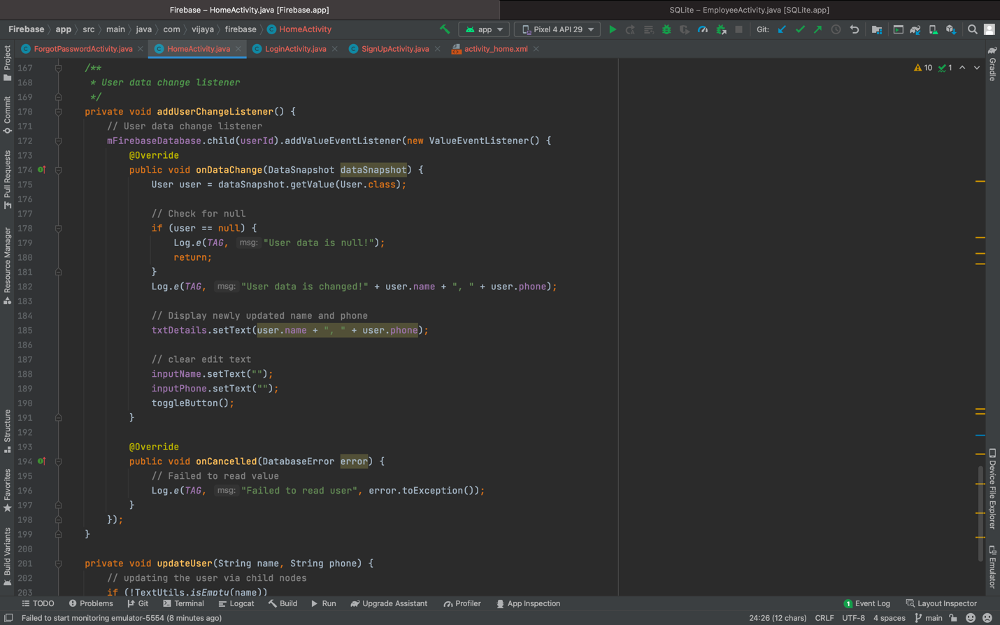 Firebase – HomeActivity.java [Firebase.app]
SQLite – EmployeeActivity.java [SQLite.app]
Firebase app src main java com vijaya firebase HomeActivity
app
Pixel 4 API 29
Git:
ForgotPasswordActivity.java
HomeActivity.java
LoginActivity.java
SignUpActivity.java
activity_home.xml
Project
Commit
Pull Requests
Resource Manager
Structure
Favorites
Build Variants
10 1
167 /**
168 * User data change listener
169 */
170 private void addUserChangeListener() {
171 // User data change listener
172 mFirebaseDatabase.child(userId).addValueEventListener(new ValueEventListener() {
173 @Override
174 public void onDataChange(DataSnapshot dataSnapshot) {
175 User user = dataSnapshot.getValue(User.class);
176
177 // Check for null
178 if (user == null) {
179 Log.e(TAG, msg: "User data is null!");
180 return;
181 }
182 Log.e(TAG, msg: "User data is changed!" + user.name + ", " + user.phone);
183
184 // Display newly updated name and phone
185 txtDetails.setText(user.name + ", " + user.phone);
186
187 // clear edit text
188 inputName.setText("");
189 inputPhone.setText("");
190 toggleButton();
191 }
192
193 @Override
194 public void onCancelled(DatabaseError error) {
195 // Failed to read value
196 Log.e(TAG, msg: "Failed to read user", error.toException());
197 }
198 });
199 }
200
201 private void updateUser(String name, String phone) {
202 // updating the user via child nodes
203 if (!TextUtils.isEmpty(name))
Gradle
Device File Explorer
Emulator
TODO
Problems
Git
Terminal
Logcat
Build
Run
Upgrade Assistant
Profiler
App Inspection
1 Event Log
Layout Inspector
Failed to start monitoring emulator-5554 (8 minutes ago)
24:26 (12 chars) CRLF UTF-8 4 spaces main